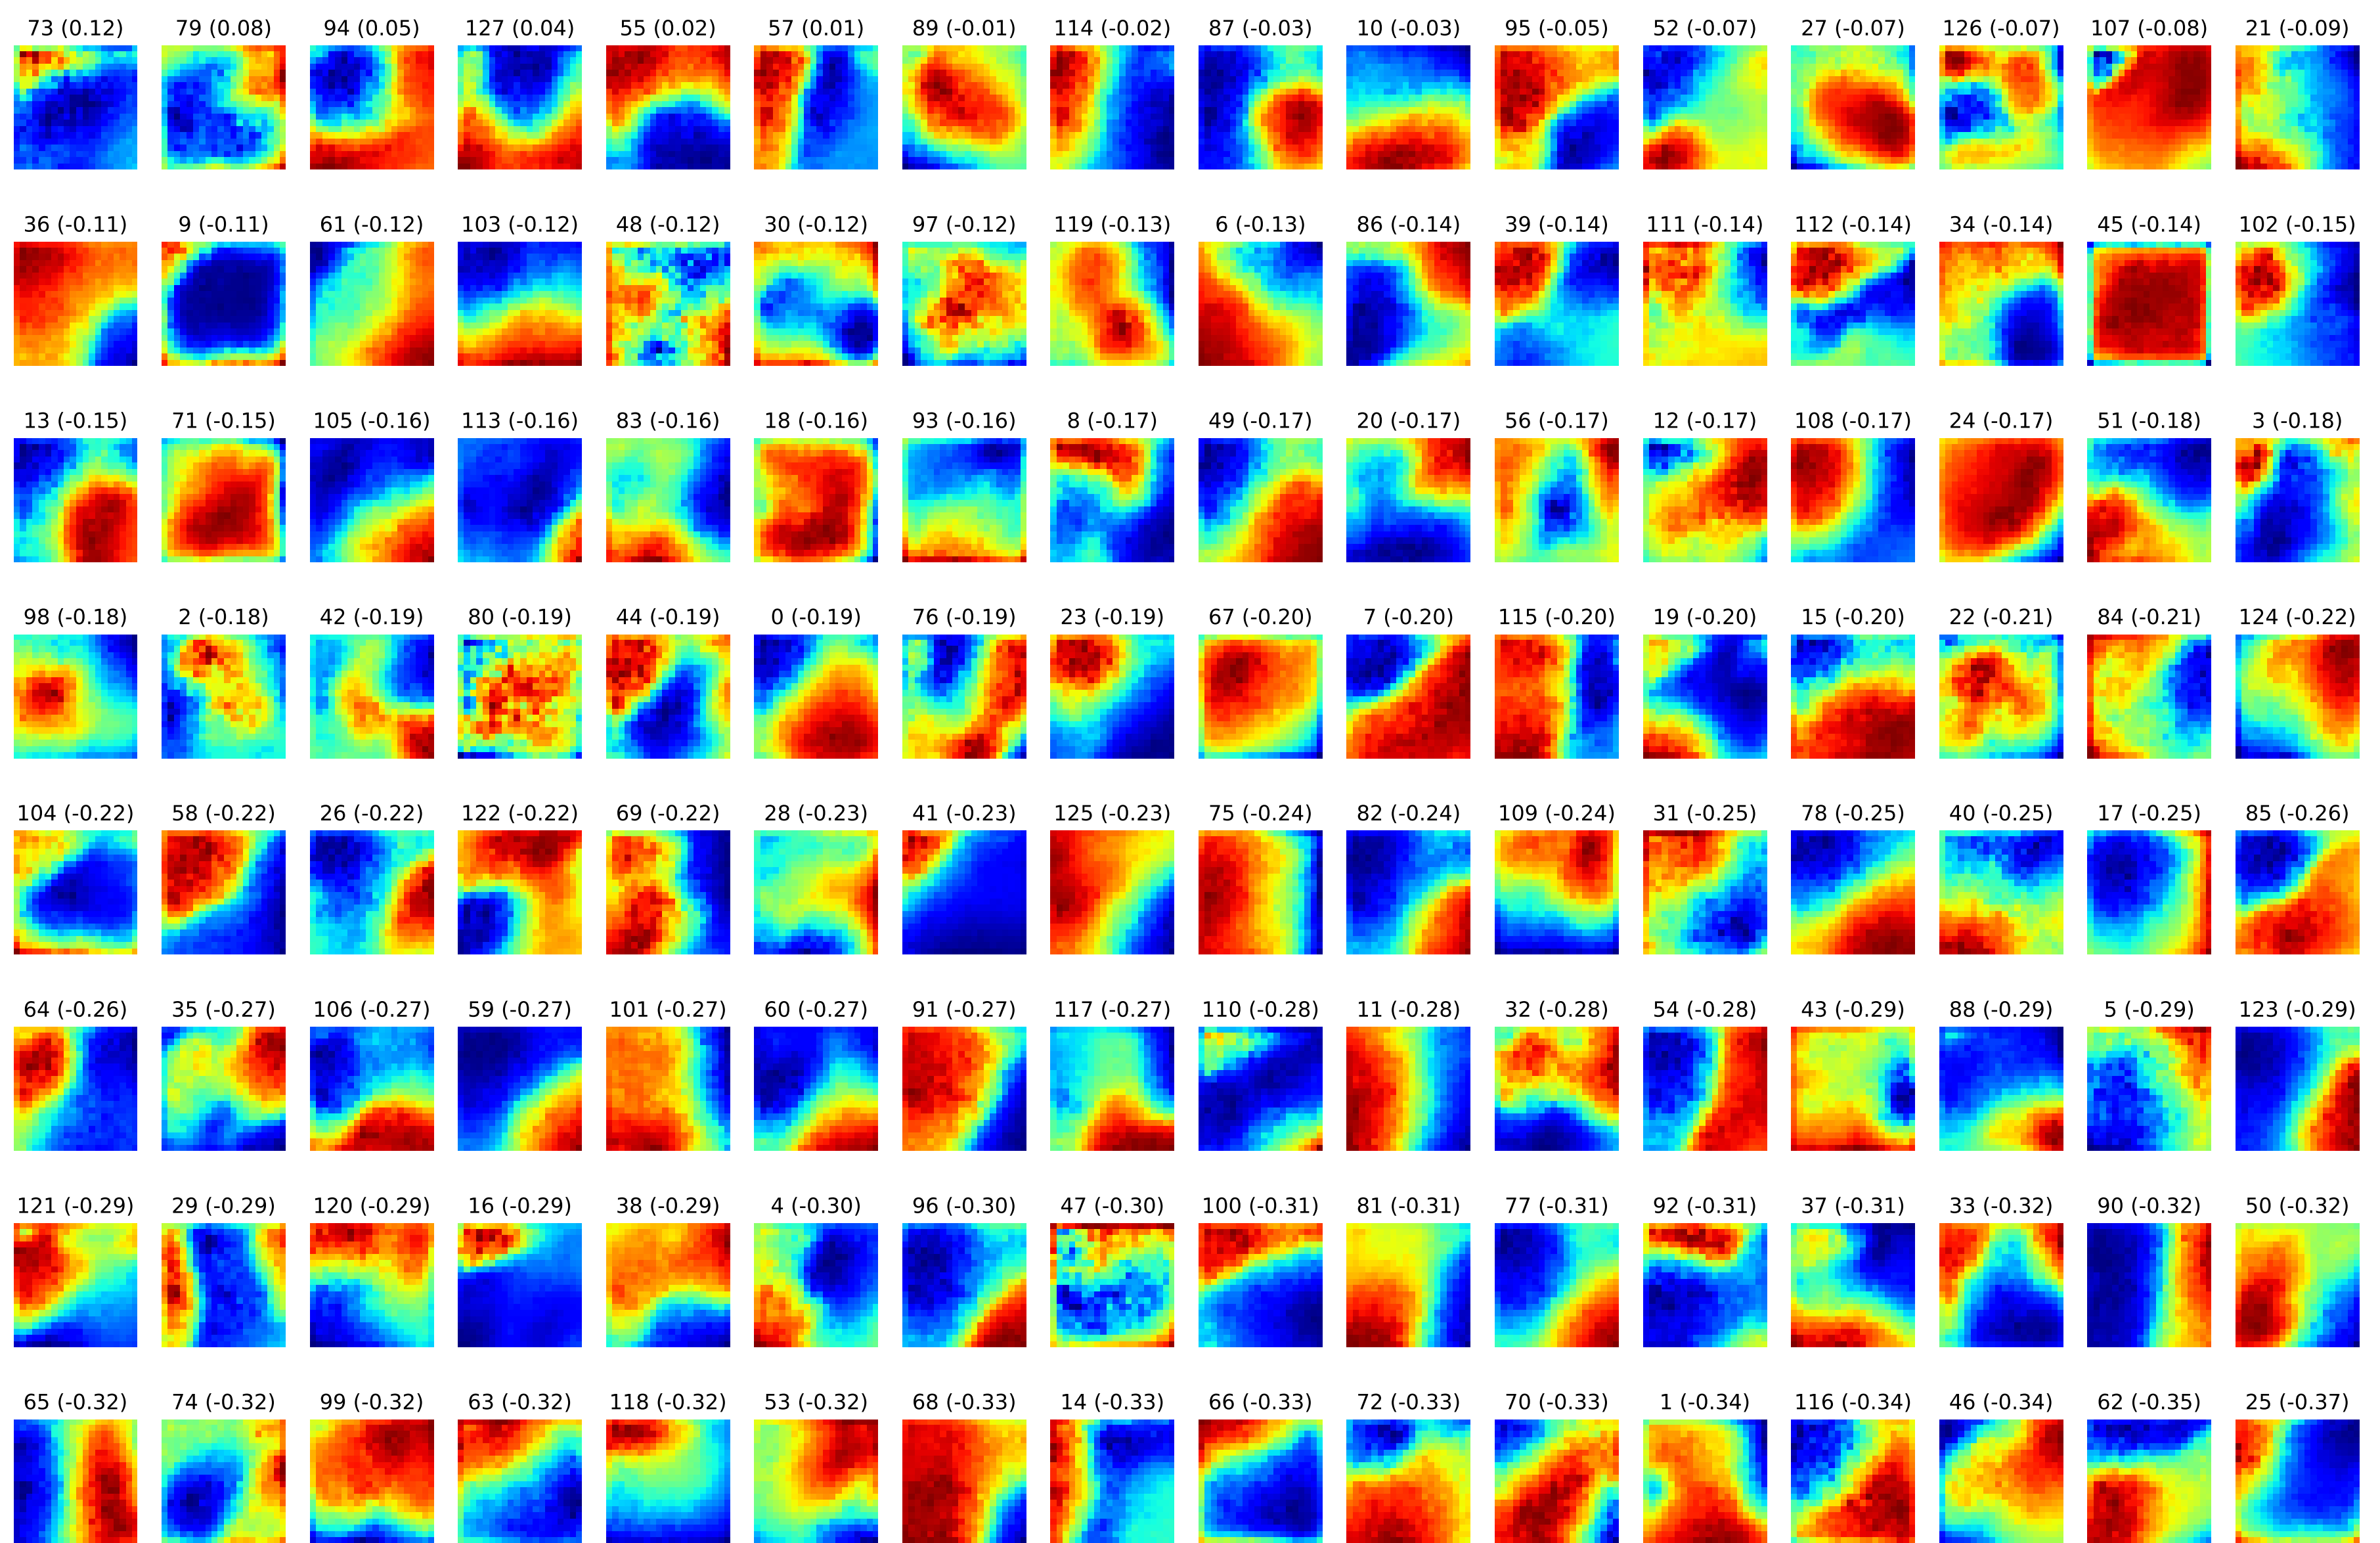 73 (0.12) 79 (0.08) 94 (0.05) 127 (0.04) 55 (0.02) 57 (0.01) 89 (-0.01) 114 (-0.02) 87 (-0.03) 10 (-0.03) 95 (-0.05) 52 (-0.07) 27 (-0.07) 126 (-0.07) 107 (-0.08) 21 (-0.09)
36 (-0.11) 9 (-0.11) 61 (-0.12) 103 (-0.12) 48 (-0.12) 30 (-0.12) 97 (-0.12) 119 (-0.13) 6 (-0.13) 86 (-0.14) 39 (-0.14) 111 (-0.14) 112 (-0.14) 34 (-0.14) 45 (-0.14) 102 (-0.15)
13 (-0.15) 71 (-0.15) 105 (-0.16) 113 (-0.16) 83 (-0.16) 18 (-0.16) 93 (-0.16) 8 (-0.17) 49 (-0.17) 20 (-0.17) 56 (-0.17) 12 (-0.17) 108 (-0.17) 24 (-0.17) 51 (-0.18) 3 (-0.18)
98 (-0.18) 2 (-0.18) 42 (-0.19) 80 (-0.19) 44 (-0.19) 0 (-0.19) 76 (-0.19) 23 (-0.19) 67 (-0.20) 7 (-0.20) 115 (-0.20) 19 (-0.20) 15 (-0.20) 22 (-0.21) 84 (-0.21) 124 (-0.22)
104 (-0.22) 58 (-0.22) 26 (-0.22) 122 (-0.22) 69 (-0.22) 28 (-0.23) 41 (-0.23) 125 (-0.23) 75 (-0.24) 82 (-0.24) 109 (-0.24) 31 (-0.25) 78 (-0.25) 40 (-0.25) 17 (-0.25) 85 (-0.26)
64 (-0.26) 35 (-0.27) 106 (-0.27) 59 (-0.27) 101 (-0.27) 60 (-0.27) 91 (-0.27) 117 (-0.27) 110 (-0.28) 11 (-0.28) 32 (-0.28) 54 (-0.28) 43 (-0.29) 88 (-0.29) 5 (-0.29) 123 (-0.29)
121 (-0.29) 29 (-0.29) 120 (-0.29) 16 (-0.29) 38 (-0.29) 4 (-0.30) 96 (-0.30) 47 (-0.30) 100 (-0.31) 81 (-0.31) 77 (-0.31) 92 (-0.31) 37 (-0.31) 33 (-0.32) 90 (-0.32) 50 (-0.32)
65 (-0.32) 74 (-0.32) 99 (-0.32) 63 (-0.32) 118 (-0.32) 53 (-0.32) 68 (-0.33) 14 (-0.33) 66 (-0.33) 72 (-0.33) 70 (-0.33) 1 (-0.34) 116 (-0.34) 46 (-0.34) 62 (-0.35) 25 (-0.37)